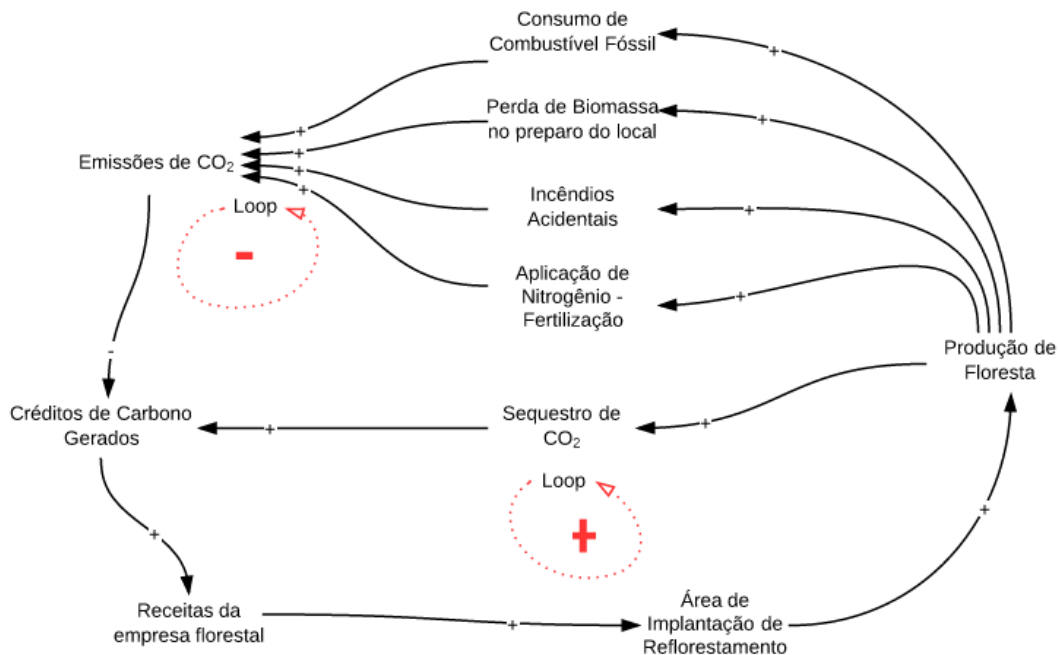 Consumo de
Combustível Fóssil
+
Perda de Biomassa
no preparo do local
+
+
+
Emissões de CO₂
+
+
Incêndios
Acidentais
+
Loop
-
Aplicação de
Nitrogênio -
Fertilização
+
-
Produção de
Floresta
Créditos de Carbono
Gerados
+
Sequestro de
CO₂
+
Loop
+
+
+
Receitas da
empresa florestal
+
Área de
Implantação de
Reflorestamento